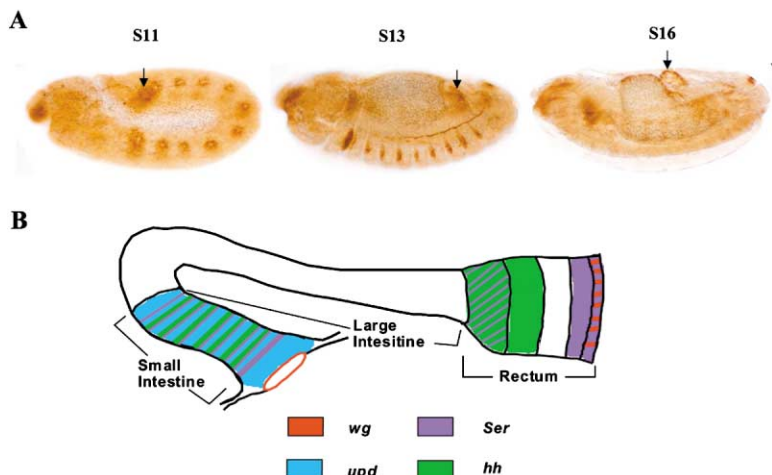 A
S11
S13
S16
B
Large
Intesitine
Small
Intestine
Rectum
wg
Ser
upd
hh